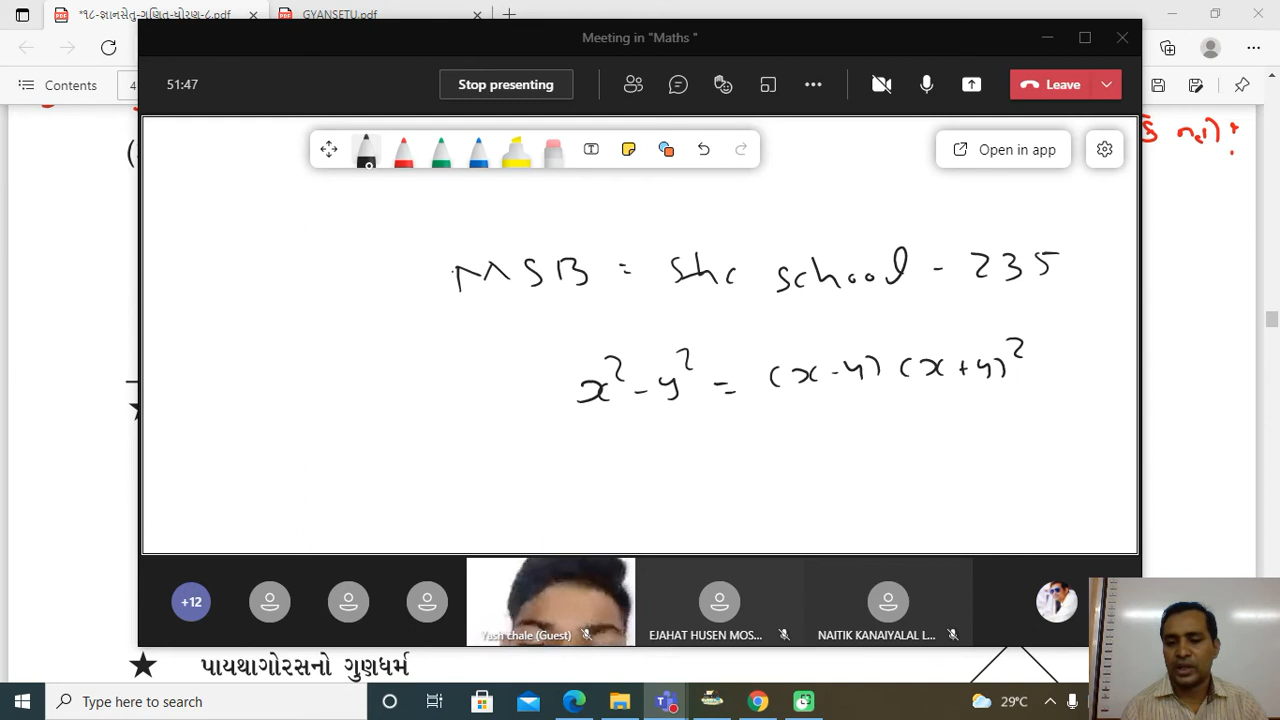 GYANSETU.pdf
Meeting in "Maths "
Contents
51:47
Stop presenting
Leave
Open in app
MSB = shc school - 235
x² - y² = (x - y) (x + y)²
+12
Yash chale (Guest)
EJAHAT HUSEN MOS...
NAITIK KANAIYALAL L...
પાયથાગોરસનો ગુણધર્મ
Type here to search
29°C